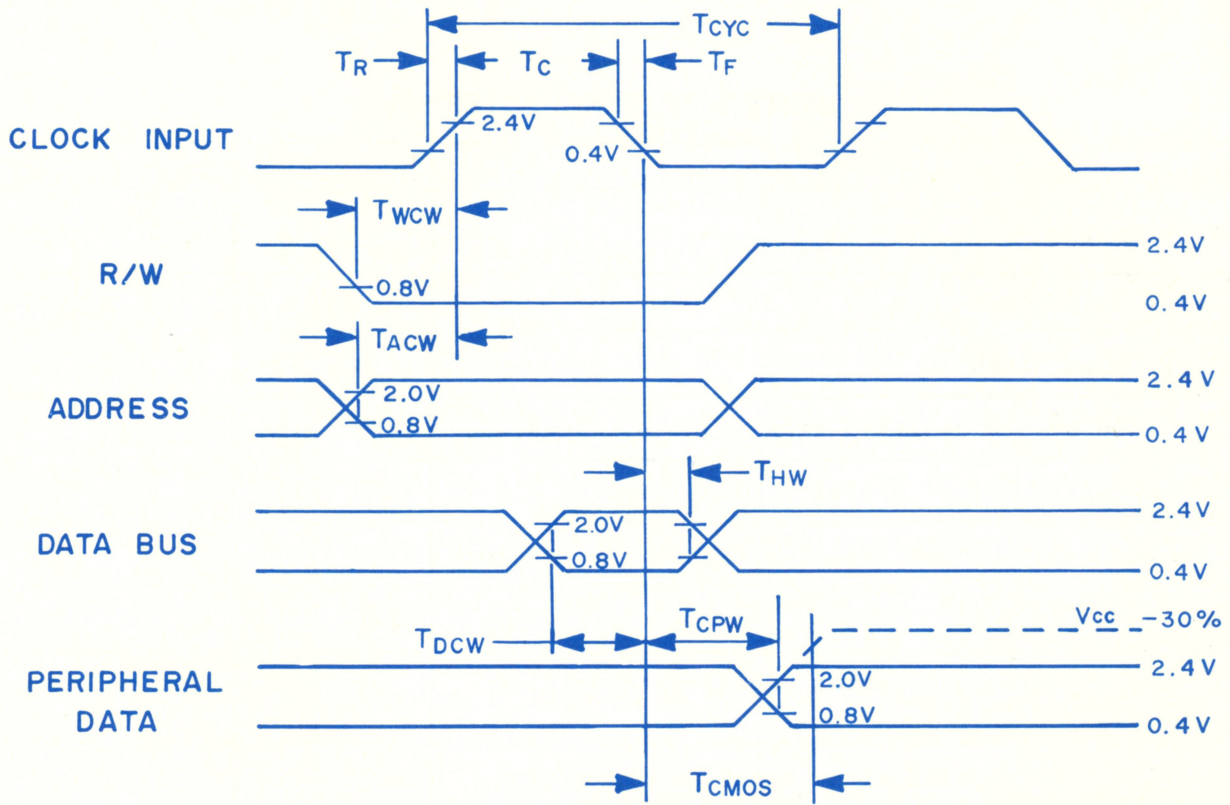 TCYC
TR TC TF
CLOCK INPUT
2.4V
0.4V
TWCW
R/W
0.8V
2.4V
0.4V
TACW
ADDRESS
2.0V
0.8V
2.4V
0.4V
THW
DATA BUS
2.0V
0.8V
2.4V
0.4V
TDCW
TCPW
Vcc -30%
PERIPHERAL
DATA
2.0V
0.8V
2.4V
0.4V
TCMOS